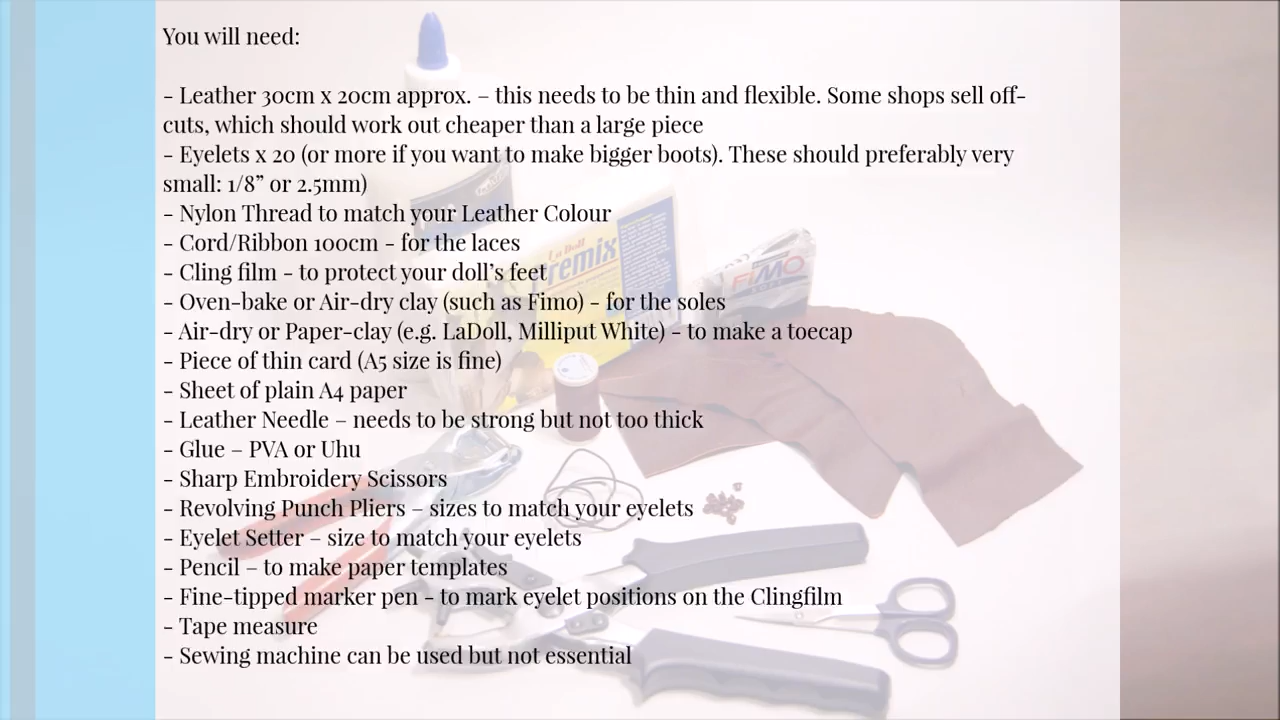 You will need:
- Leather 30cm x 20cm approx. – this needs to be thin and flexible. Some shops sell off-
cuts, which should work out cheaper than a large piece
- Eyelets x 20 (or more if you want to make bigger boots). These should preferably very
small: 1/8” or 2.5mm)
- Nylon Thread to match your Leather Colour
- Cord/Ribbon 100cm - for the laces
- Cling film - to protect your doll’s feet
- Oven-bake or Air-dry clay (such as Fimo) - for the soles
- Air-dry or Paper-clay (e.g. LaDoll, Milliput White) - to make a toecap
- Piece of thin card (A5 size is fine)
- Sheet of plain A4 paper
- Leather Needle – needs to be strong but not too thick
- Glue – PVA or Uhu
- Sharp Embroidery Scissors
- Revolving Punch Pliers – sizes to match your eyelets
- Eyelet Setter – size to match your eyelets
- Pencil – to make paper templates
- Fine-tipped marker pen - to mark eyelet positions on the Clingfilm
- Tape measure
- Sewing machine can be used but not essential
La Doll
remix
FIMO